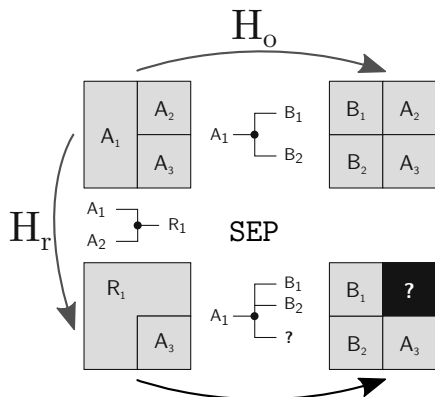 Hₒ
A₁ A₂ A₃
A₁ B₁ B₂
B₁ A₂ B₂ A₃
Hᵣ
A₁ A₂ R₁
SEP
R₁ A₃
A₁ B₁ B₂ ?
B₁ ? B₂ A₃